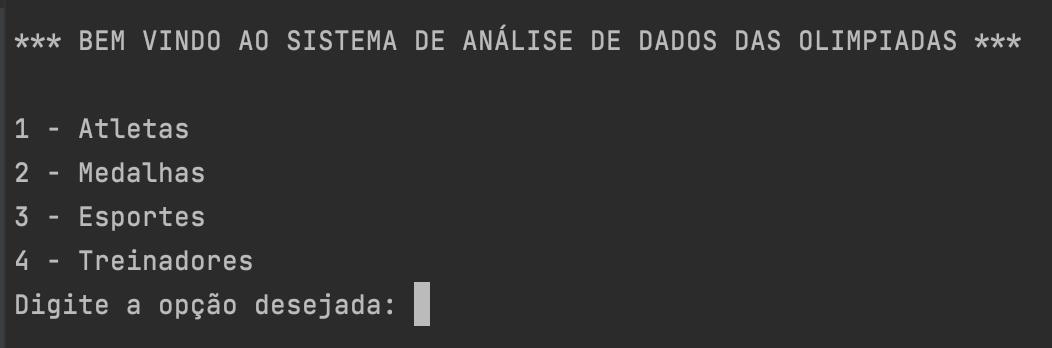 *** BEM VINDO AO SISTEMA DE ANÁLISE DE DADOS DAS OLIMPIADAS ***
1 - Atletas
2 - Medalhas
3 - Esportes
4 - Treinadores
Digite a opção desejada: